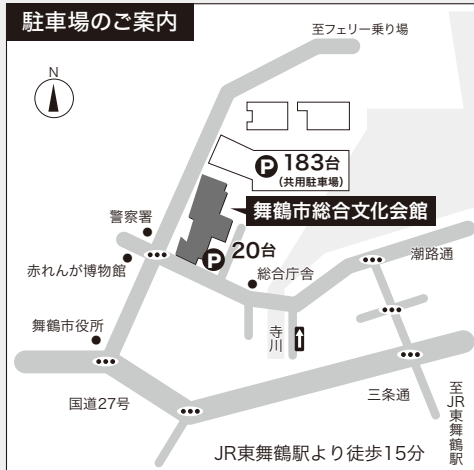 駐車場のご案内
至フェリー乗り場
N
P 183台
(共用駐車場)
舞鶴市総合文化会館
警察署
P 20台
赤れんが博物館
総合庁舎
潮路通
舞鶴市役所
寺川
国道27号
三条通
至JR東舞鶴駅
JR東舞鶴駅より徒歩15分